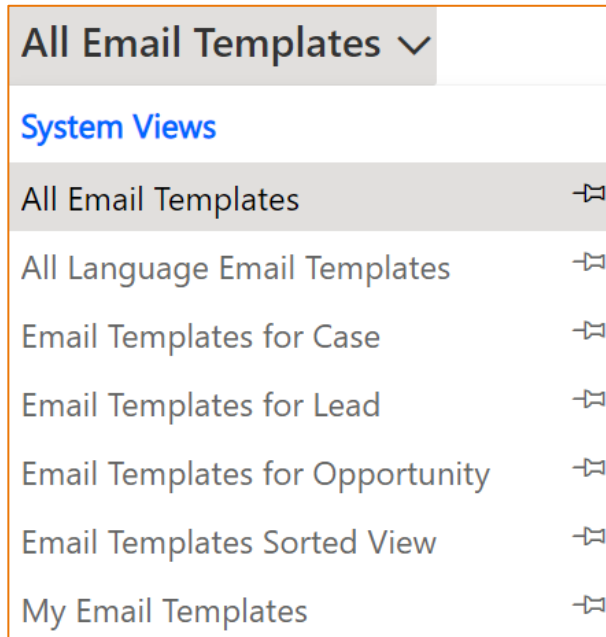 All Email Templates
System Views
All Email Templates
All Language Email Templates
Email Templates for Case
Email Templates for Lead
Email Templates for Opportunity
Email Templates Sorted View
My Email Templates